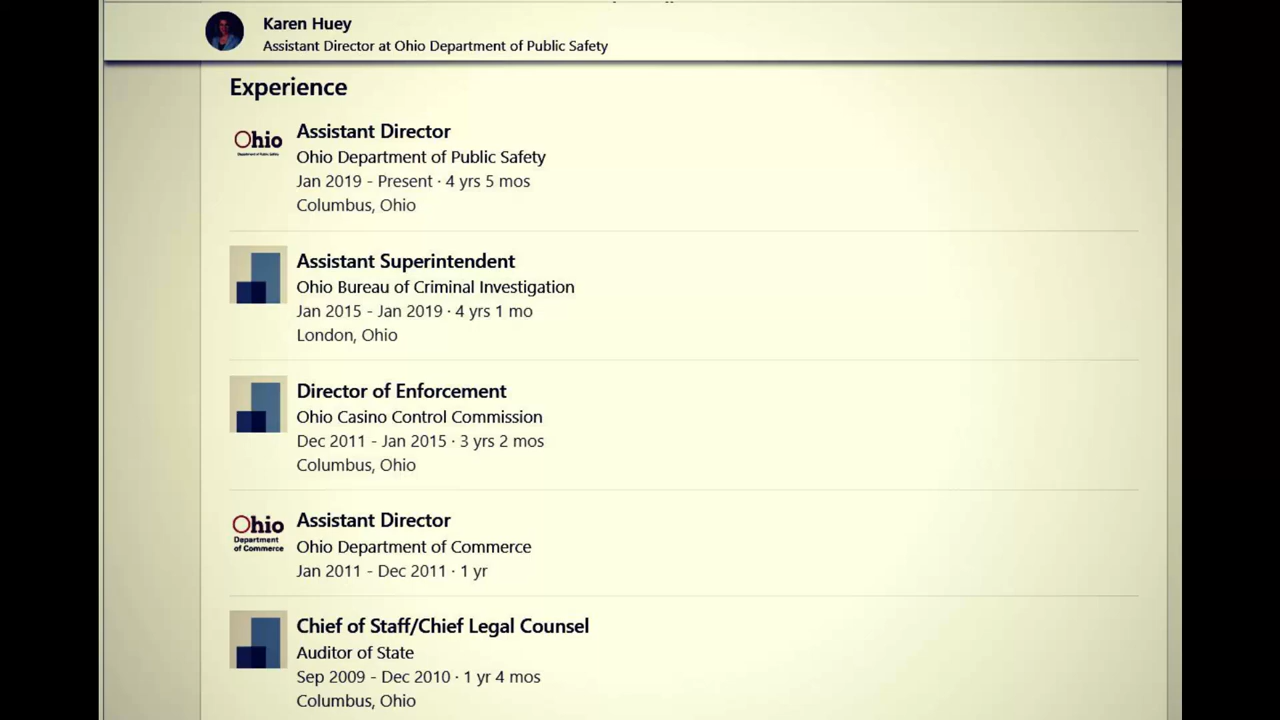 Karen Huey
Assistant Director at Ohio Department of Public Safety
Experience
Ohio
Department of Public Safety
Assistant Director
Ohio Department of Public Safety
Jan 2019 - Present · 4 yrs 5 mos
Columbus, Ohio
Assistant Superintendent
Ohio Bureau of Criminal Investigation
Jan 2015 - Jan 2019 · 4 yrs 1 mo
London, Ohio
Director of Enforcement
Ohio Casino Control Commission
Dec 2011 - Jan 2015 · 3 yrs 2 mos
Columbus, Ohio
Ohio
Department
of Commerce
Assistant Director
Ohio Department of Commerce
Jan 2011 - Dec 2011 · 1 yr
Chief of Staff/Chief Legal Counsel
Auditor of State
Sep 2009 - Dec 2010 · 1 yr 4 mos
Columbus, Ohio